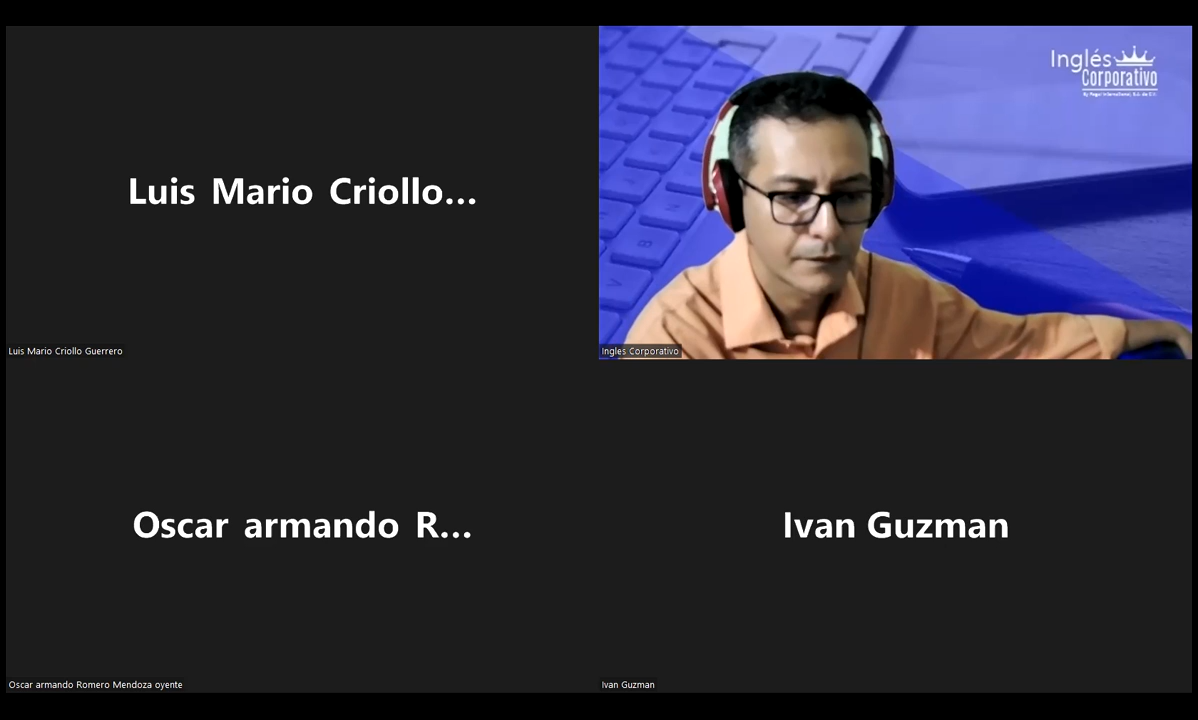 Luis Mario Criollo...
Luis Mario Criollo Guerrero
Inglés
Corporativo
Ingles Corporativo
Oscar armando R...
Oscar armando Romero Mendoza oyente
Ivan Guzman
Ivan Guzman